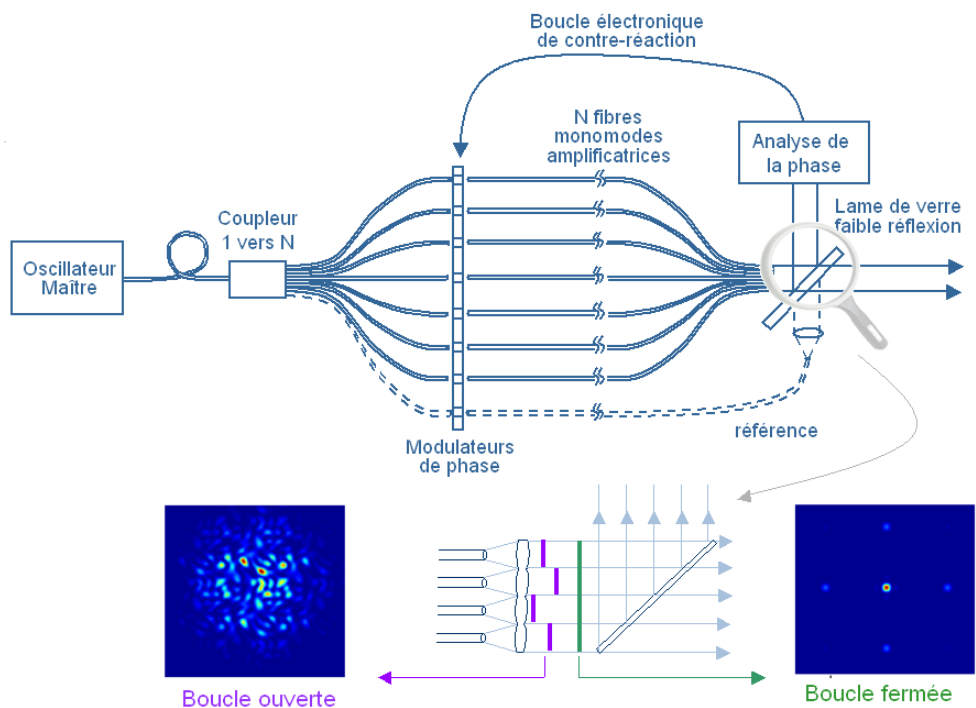 Boucle électronique
de contre-réaction
N fibres
monomodes
amplificatrices
Analyse de
la phase
Lame de verre
faible réflexion
Coupleur
1 vers N
Oscillateur
Maître
référence
Modulateurs
de phase
Boucle ouverte
Boucle fermée